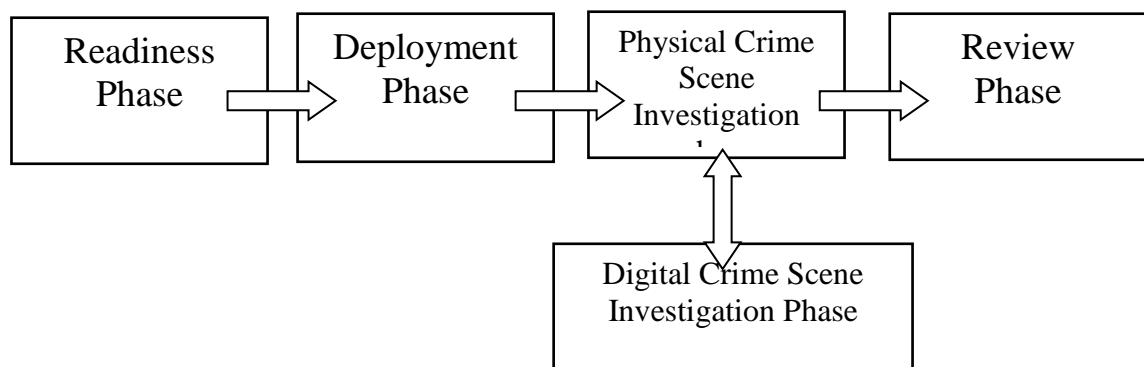 Readiness
Phase
Deployment
Phase
Physical Crime
Scene
Investigation
Review
Phase
Digital Crime Scene
Investigation Phase